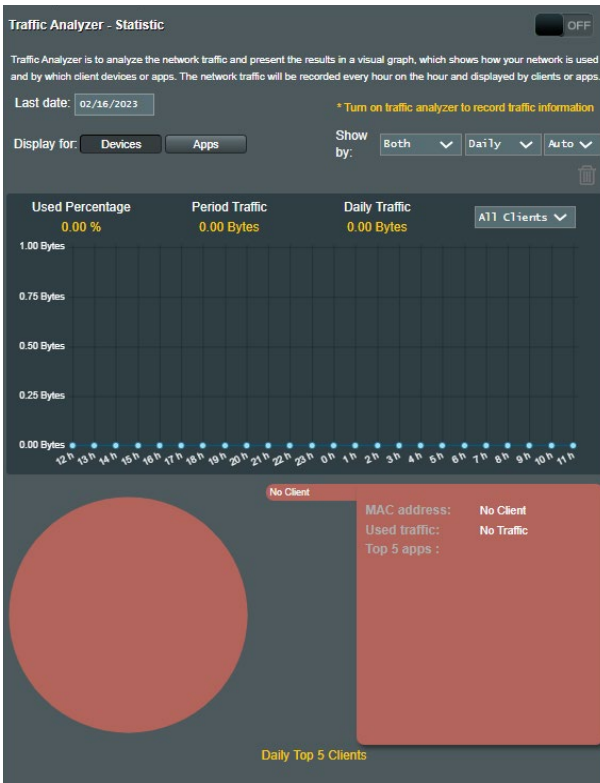 Traffic Analyzer - Statistic
OFF
Traffic Analyzer is to analyze the network traffic and present the results in a visual graph, which shows how your network is used
and by which client devices or apps. The network traffic will be recorded every hour on the hour and displayed by clients or apps.
Last date: 02/16/2023
* Turn on traffic analyzer to record traffic information
Display for: Devices Apps
Show by: Both Daily Auto
Used Percentage Period Traffic Daily Traffic
0.00 % 0.00 Bytes 0.00 Bytes
All Clients
1.00 Bytes
0.75 Bytes
0.50 Bytes
0.25 Bytes
0.00 Bytes
12 h 13 h 14 h 15 h 16 h 17 h 18 h 19 h 20 h 21 h 22 h 23 h 0 h 1 h 2 h 3 h 4 h 5 h 6 h 7 h 8 h 9 h 10 h 11 h
No Client
MAC address: No Client
Used traffic: No Traffic
Top 5 apps :
Daily Top 5 Clients